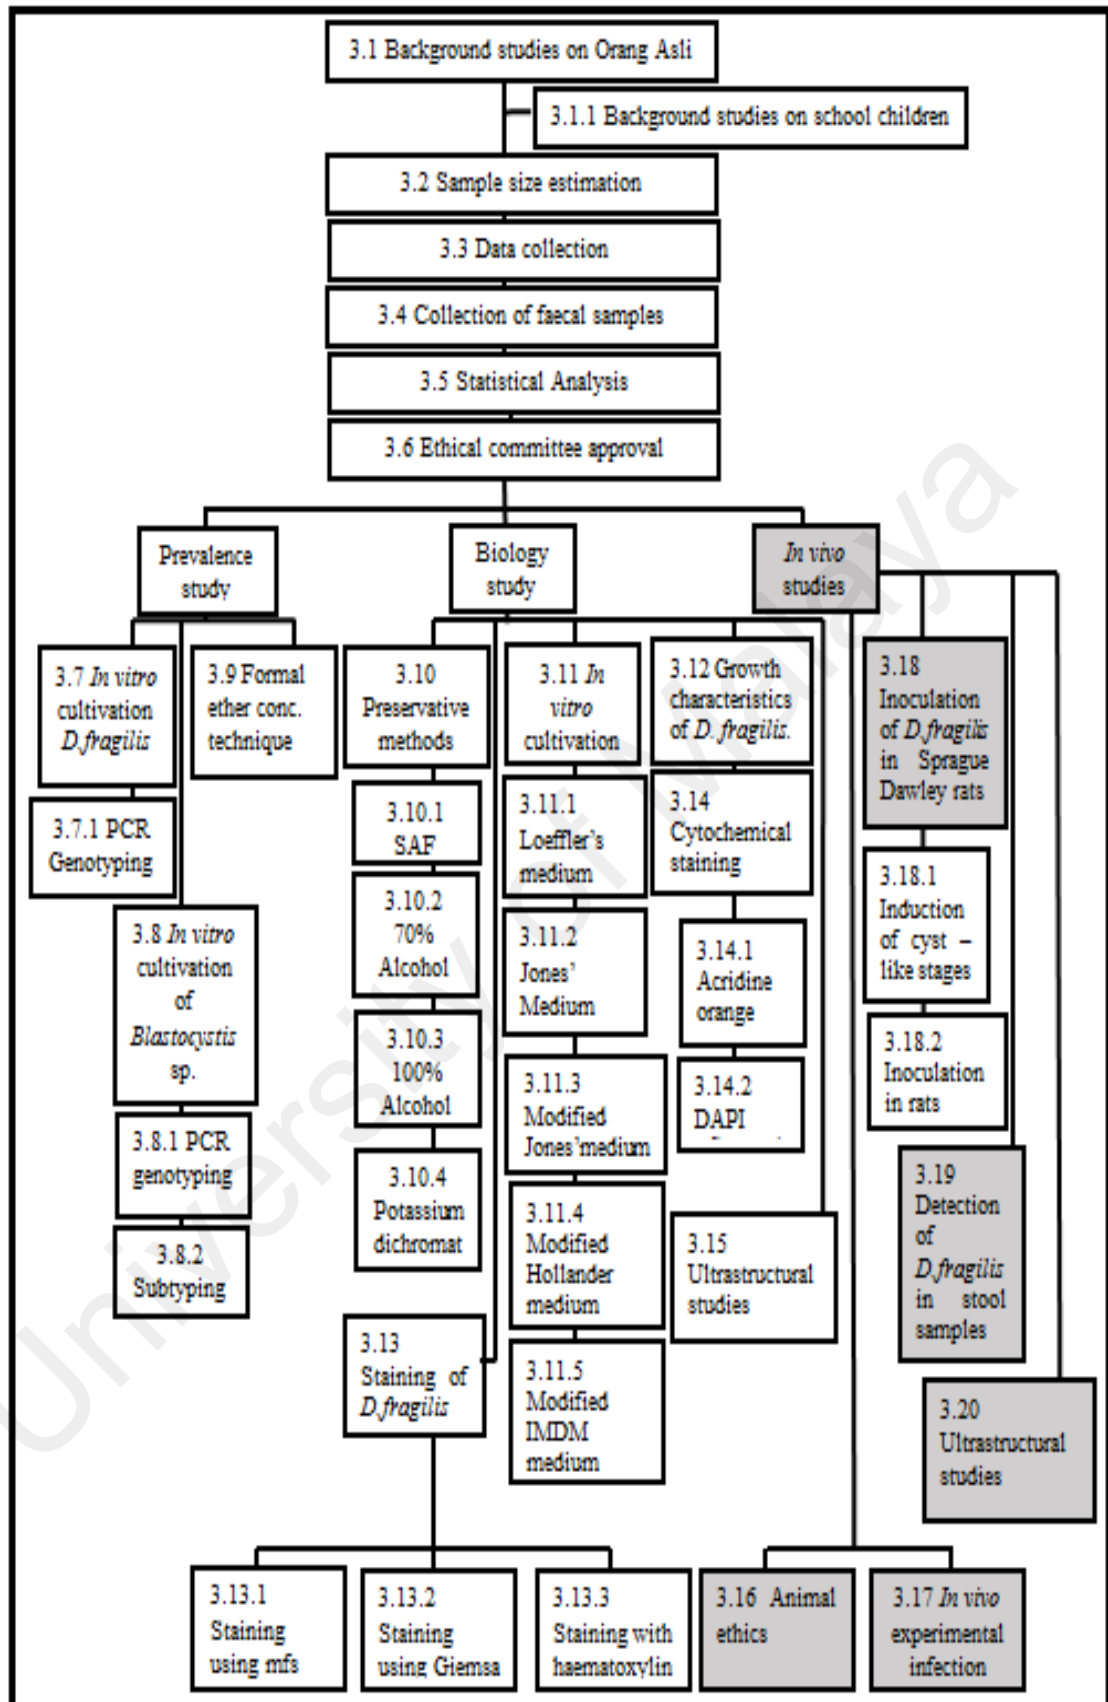 3.1 Background studies on Orang Asli
3.1.1 Background studies on school children
3.2 Sample size estimation
3.3 Data collection
3.4 Collection of faecal samples
3.5 Statistical Analysis
3.6 Ethical committee approval
Prevalence
study
Biology
study
In vivo
studies
3.7 In vitro
cultivation
D.fragilis
3.7.1 PCR
Genotyping
3.9 Formal
ether conc.
technique
3.8 In vitro
cultivation
of
Blastocystis
sp.
3.8.1 PCR
genotyping
3.8.2
Subtyping
3.10
Preservative
methods
3.10.1
SAF
3.10.2
70%
Alcohol
3.10.3
100%
Alcohol
3.10.4
Potassium
dichromat
3.13
Staining of
D.fragilis
3.13.1
Staining
using mfs
3.13.2
Staining
using Giemsa
3.13.3
Staining with
haematoxylin
3.11 In
vitro
cultivation
3.11.1
Loeffler's
medium
3.11.2
Jones'
Medium
3.11.3
Modified
Jones'medium
3.11.4
Modified
Hollander
medium
3.11.5
Modified
IMDM
medium
3.12 Growth
characteristics
of D. fragilis.
3.14
Cytochemical
staining
3.14.1
Acridine
orange
3.14.2
DAPI
3.15
Ultrastructural
studies
3.18
Inoculation
of D.fragilis
in Sprague
Dawley rats
3.18.1
Induction
of cyst –
like stages
3.18.2
Inoculation
in rats
3.19
Detection
of
D.fragilis
in stool
samples
3.20
Ultrastructural
studies
3.16 Animal
ethics
3.17 In vivo
experimental
infection
University of Malaya